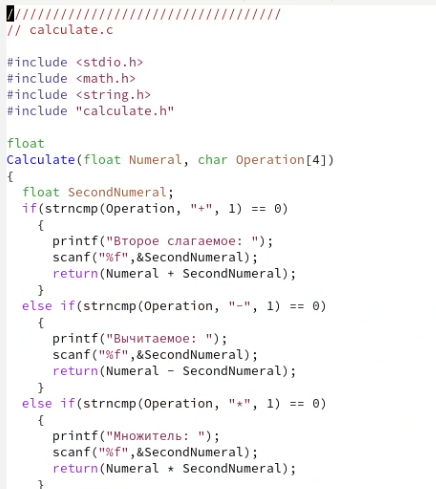 ////////////////////////////////////
// calculate.c
#include <stdio.h>
#include <math.h>
#include <string.h>
#include "calculate.h"
float
Calculate(float Numeral, char Operation[4])
{
float SecondNumeral;
if(strncmp(Operation, "+", 1) == 0)
{
printf("Второе слагаемое: ");
scanf("%f",&SecondNumeral);
return(Numeral + SecondNumeral);
}
else if(strncmp(Operation, "-", 1) == 0)
{
printf("Вычитаемое: ");
scanf("%f",&SecondNumeral);
return(Numeral - SecondNumeral);
}
else if(strncmp(Operation, "*", 1) == 0)
{
printf("Множитель: ");
scanf("%f",&SecondNumeral);
return(Numeral * SecondNumeral);
}